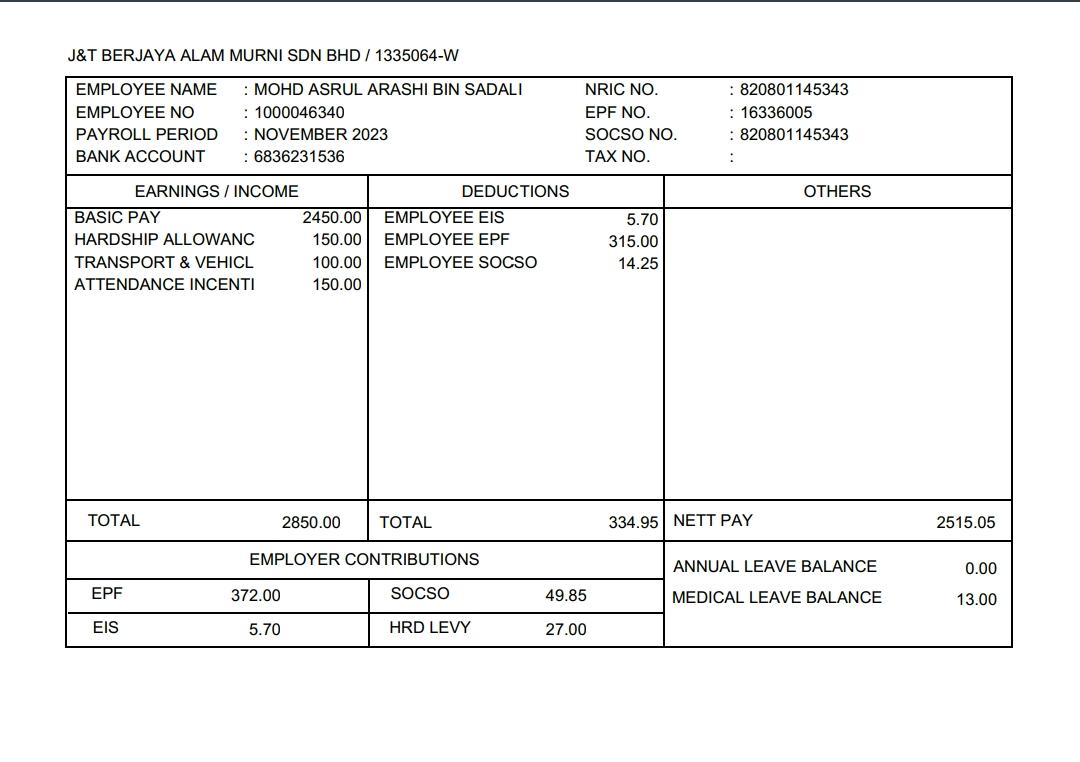 J&T BERJAYA ALAM MURNI SDN BHD / 1335064-W
EMPLOYEE NAME : MOHD ASRUL ARASHI BIN SADALI NRIC NO. : 820801145343
EMPLOYEE NO : 1000046340 EPF NO. : 16336005
PAYROLL PERIOD : NOVEMBER 2023 SOCSO NO. : 820801145343
BANK ACCOUNT : 6836231536 TAX NO. :
EARNINGS / INCOME DEDUCTIONS OTHERS
BASIC PAY 2450.00 EMPLOYEE EIS 5.70
HARDSHIP ALLOWANC 150.00 EMPLOYEE EPF 315.00
TRANSPORT & VEHICL 100.00 EMPLOYEE SOCSO 14.25
ATTENDANCE INCENTI 150.00
TOTAL 2850.00 TOTAL 334.95 NETT PAY 2515.05
EMPLOYER CONTRIBUTIONS ANNUAL LEAVE BALANCE 0.00
EPF 372.00 SOCSO 49.85 MEDICAL LEAVE BALANCE 13.00
EIS 5.70 HRD LEVY 27.00